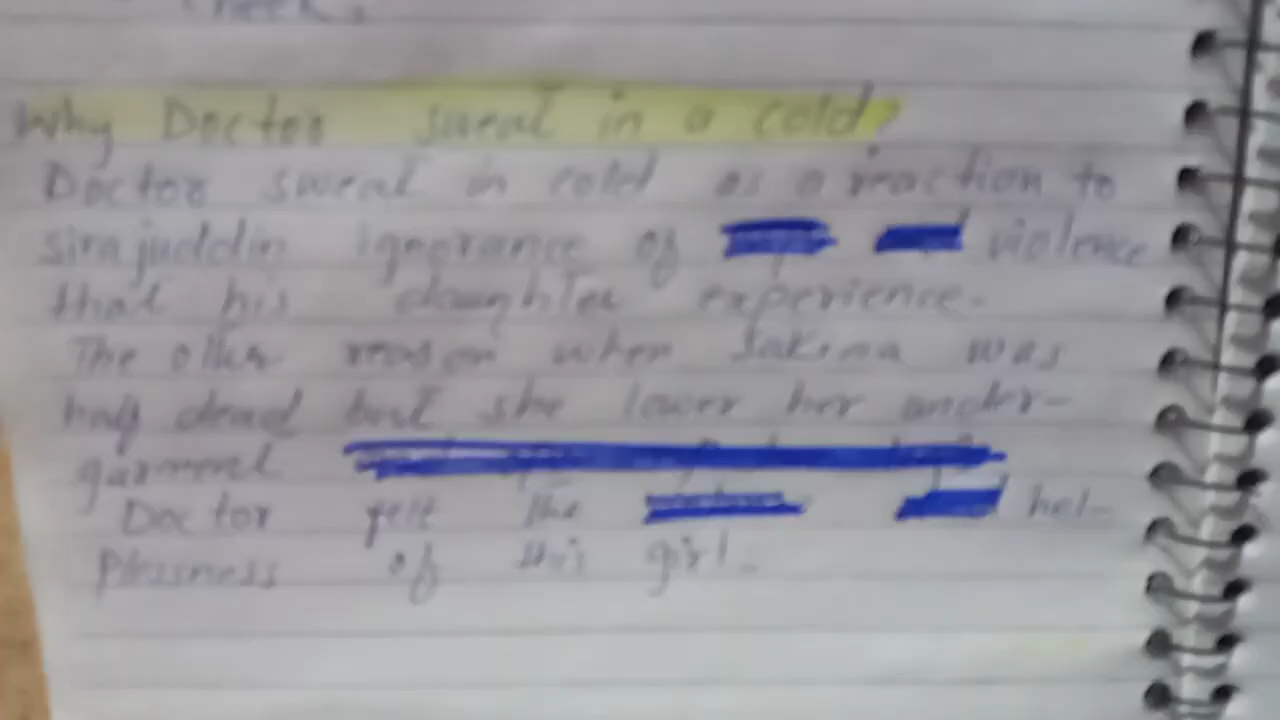 cheek.
Why Doctor sweat in a cold?
Doctor sweat in cold as a reaction to
sirajuddin ignorance of violence
that his daughter experience.
The other reason when Sakina was
half dead but she lower her under-
garment
Doctor felt the hel-
plessness of this girl.